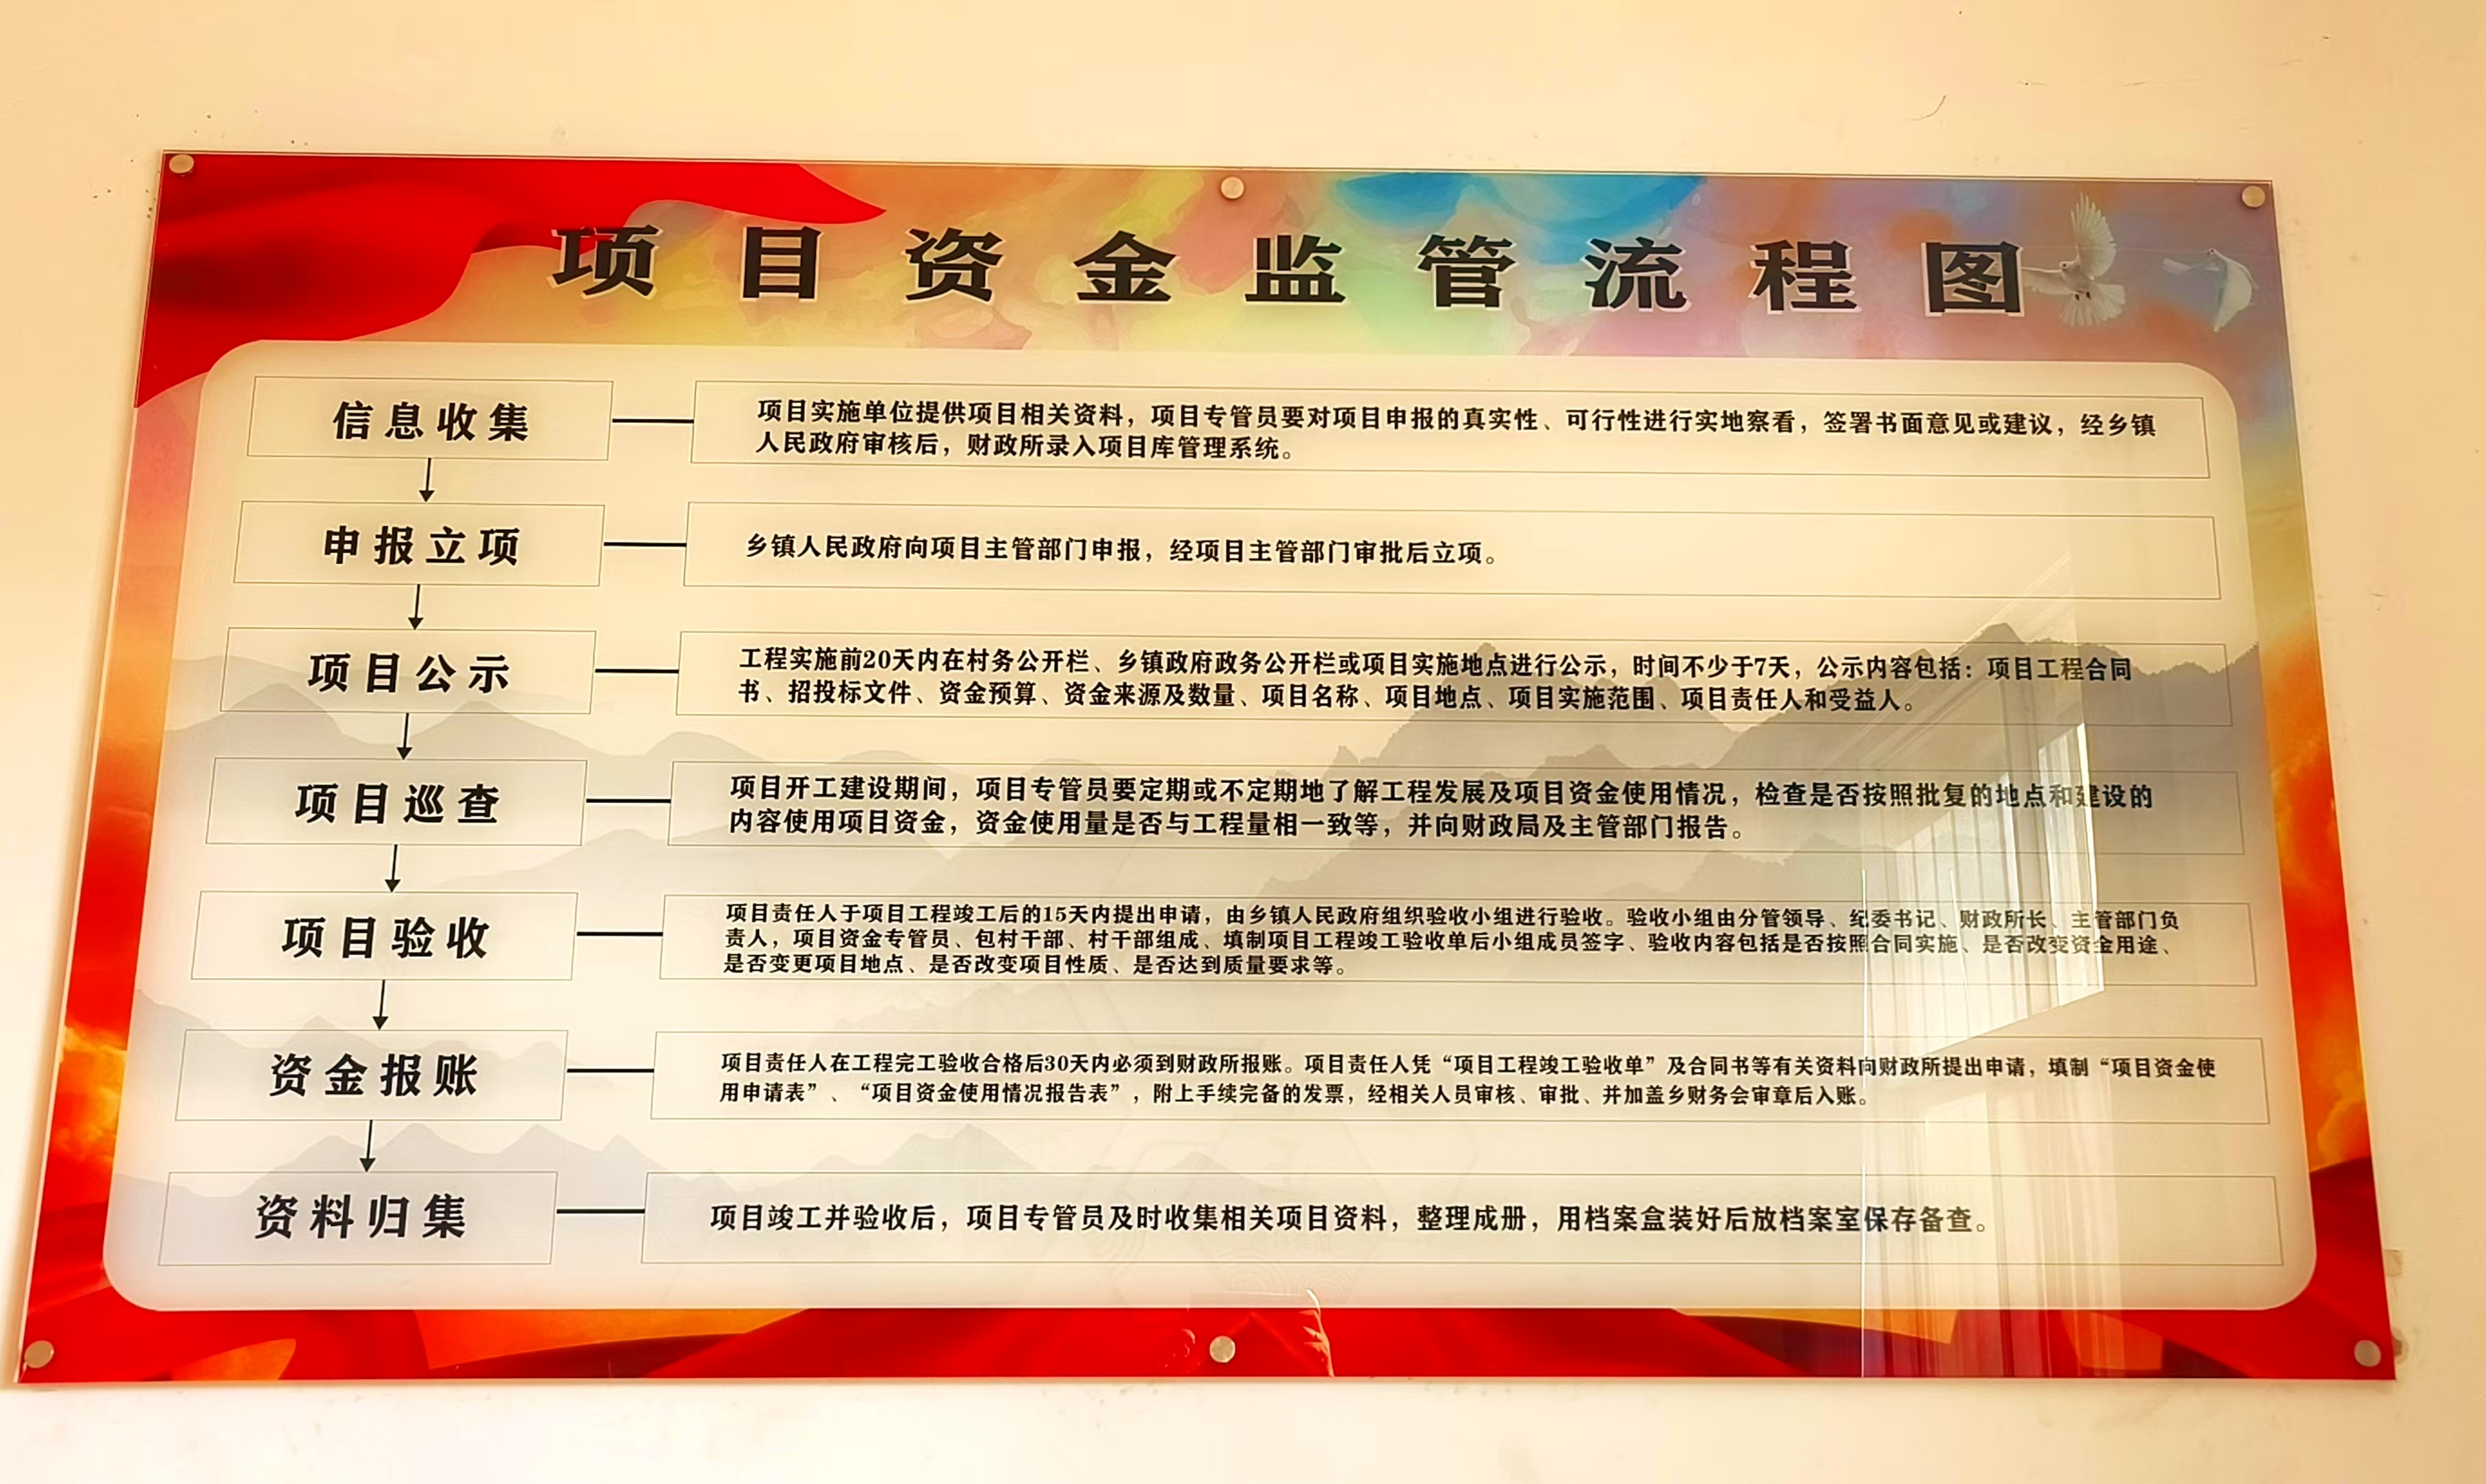 项目资金监管流程图
信息收集
项目实施单位提供项目相关资料，项目专管员要对项目申报的真实性、可行性进行实地察看，签署书面意见或建议，经乡镇
人民政府审核后，财政所录入项目库管理系统。
申报立项
乡镇人民政府向项目主管部门申报，经项目主管部门审批后立项。
项目公示
工程实施前20天内在村务公开栏、乡镇政府政务公开栏或项目实施地点进行公示，时间不少于7天，公示内容包括：项目工程合同
书、招投标文件、资金预算、资金来源及数量、项目名称、项目地点、项目实施范围、项目责任人和受益人。
项目巡查
项目开工建设期间，项目专管员要定期或不定期地了解工程发展及项目资金使用情况，检查是否按照批复的地点和建设的
内容使用项目资金，资金使用量是否与工程量相一致等，并向财政局及主管部门报告。
项目验收
项目责任人于项目工程竣工后的15天内提出申请，由乡镇人民政府组织验收小组进行验收。验收小组由分管领导、纪委书记、财政所长、主管部门负
责人，项目资金专管员、包村干部、村干部组成、填制项目工程竣工验收单后小组成员签字、验收内容包括是否按照合同实施、是否改变资金用途、
是否变更项目地点、是否改变项目性质、是否达到质量要求等。
资金报账
项目责任人在工程完工验收合格后30天内必须到财政所报账。项目责任人凭“项目工程竣工验收单”及合同书等有关资料向财政所提出申请，填制“项目资金使
用申请表”、“项目资金使用情况报告表”，附上手续完备的发票，经相关人员审核、审批、并加盖乡财务会审章后入账。
资料归集
项目竣工并验收后，项目专管员及时收集相关项目资料，整理成册，用档案盒装好后放档案室保存备查。